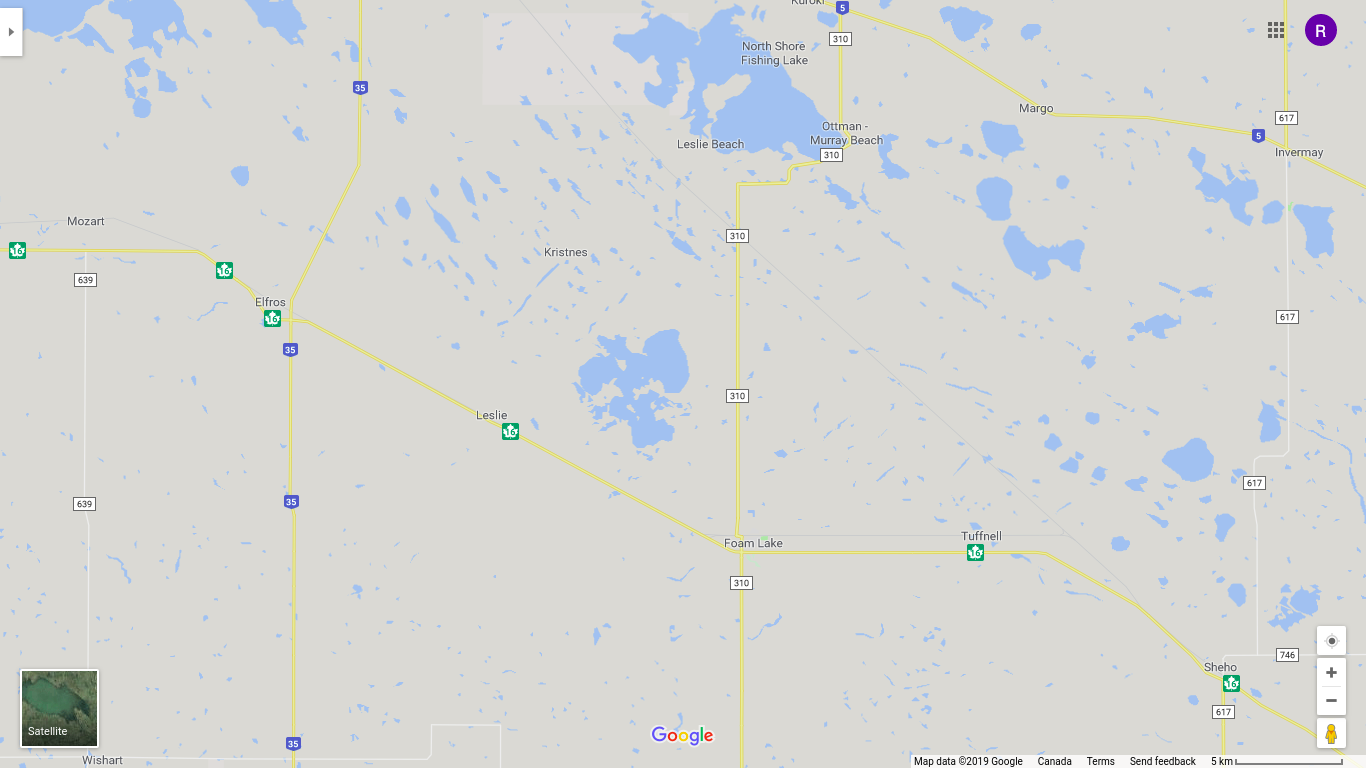 Kuroki
5
310
R
North Shore
Fishing Lake
35
Margo
617
Ottman -
Murray Beach
5
Leslie Beach
310
Invermay
Mozart
310
16
Kristnes
16
639
Elfros
16
617
35
310
Leslie
16
617
35
639
Foam Lake
Tuffnell
16
310
746
Sheho
16
617
Satellite
Google
35
Wishart
Map data ©2019 Google
Canada
Terms
Send feedback
5 km